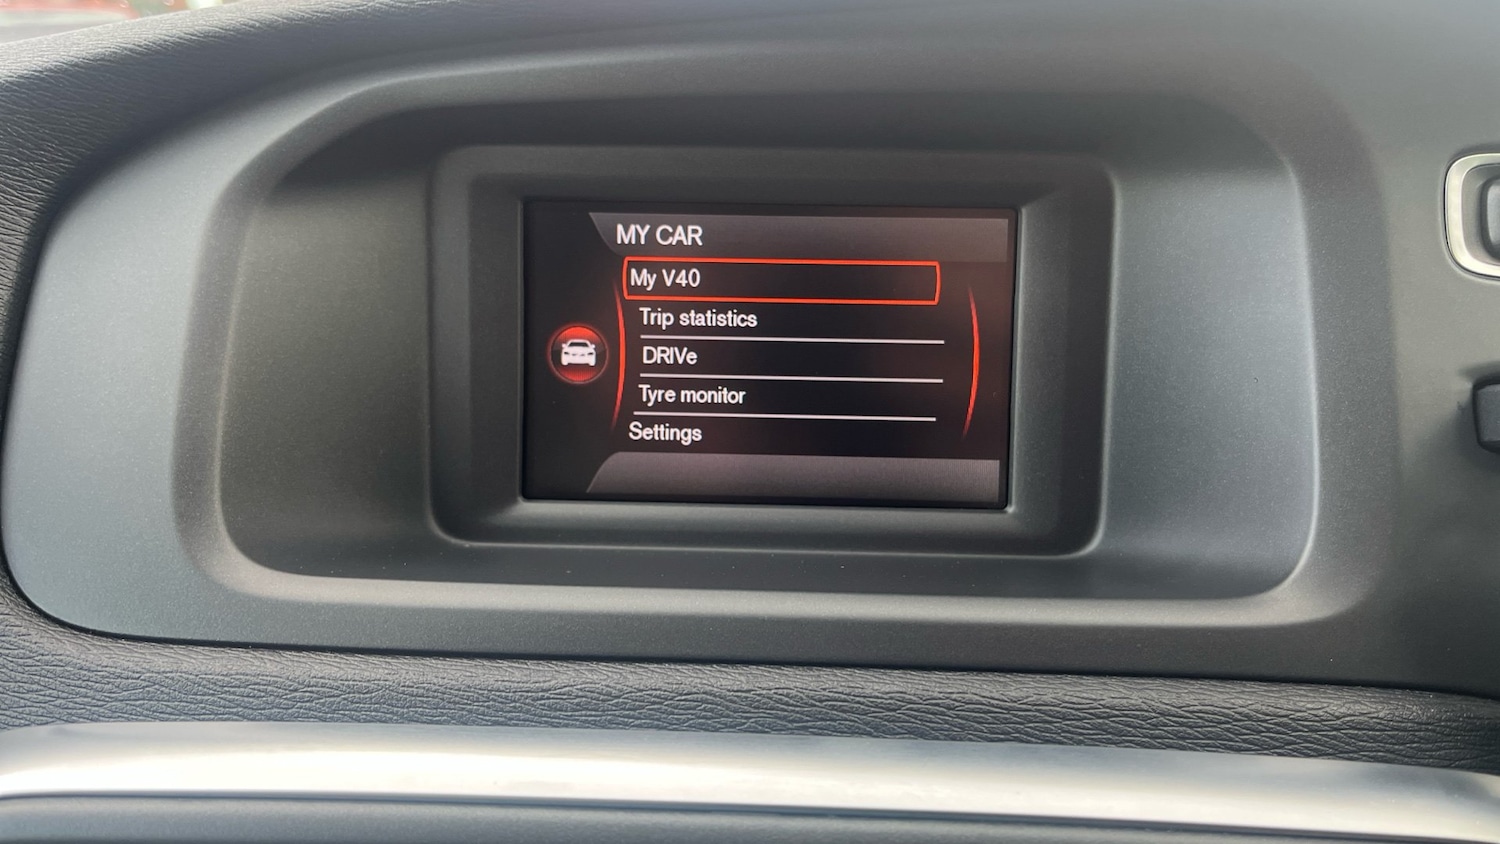 MY CAR
My V40
Trip statistics
DRIVe
Tyre monitor
Settings